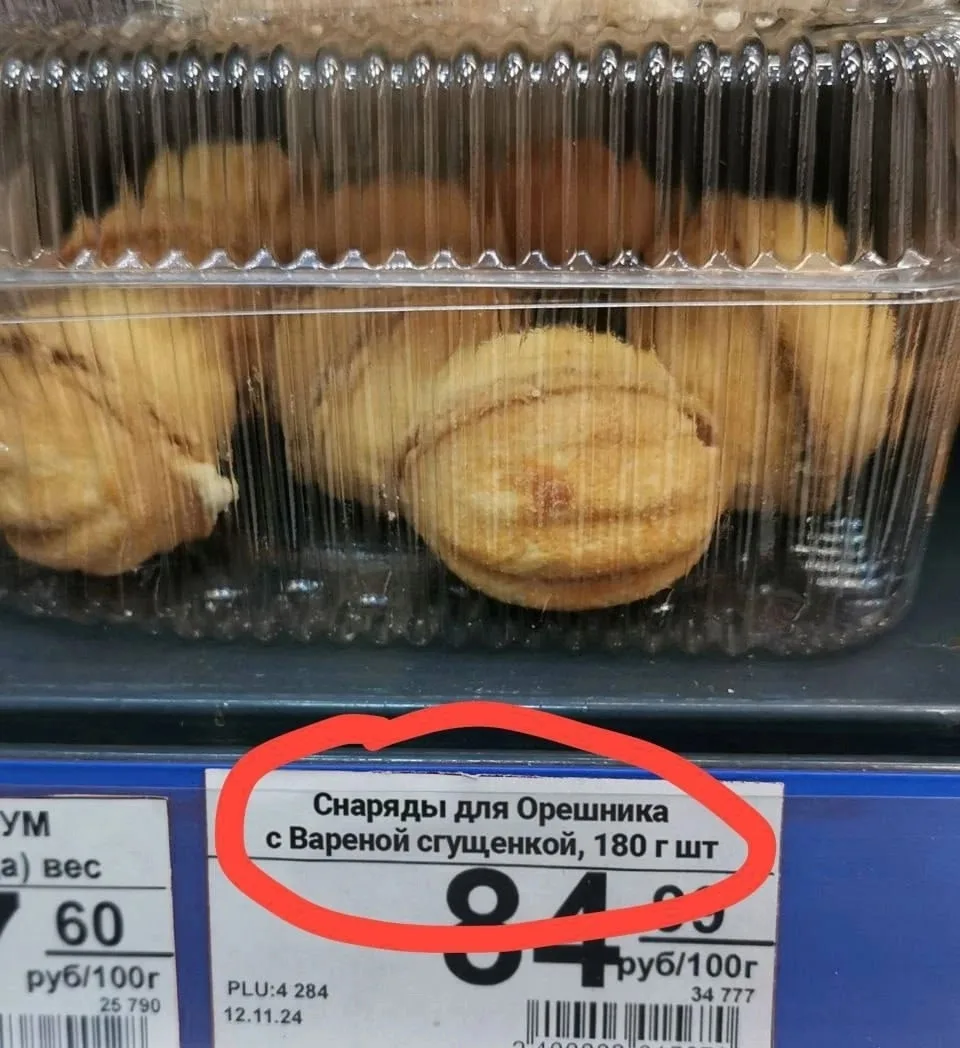 УМ
а) вес
60
руб/100г
25 790
Снаряды для Орешника
с Вареной сгущенкой, 180 г шт
84
руб/100г
PLU:4 284
34 777
12.11.24